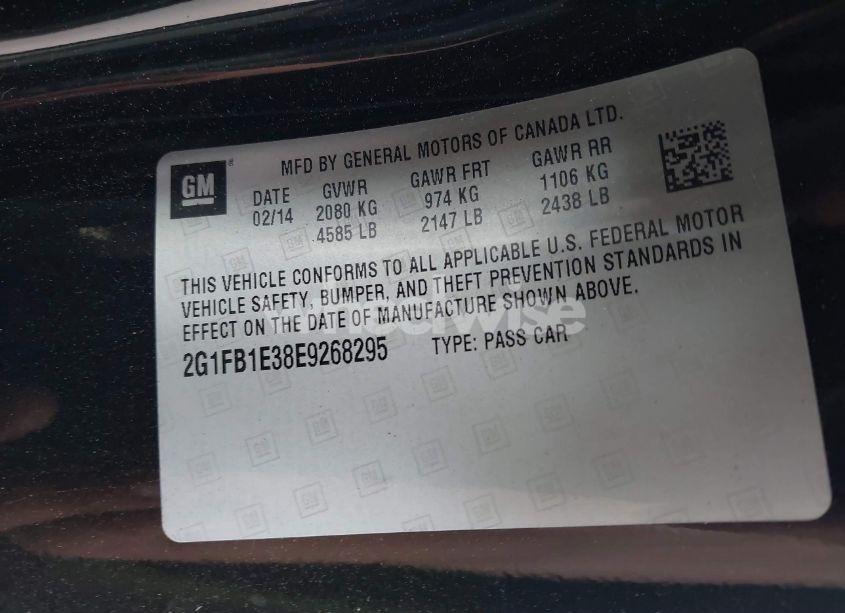 MFD BY GENERAL MOTORS OF CANADA LTD.
GM
DATE GVWR GAWR FRT GAWR RR
02/14 2080 KG 974 KG 1106 KG
4585 LB 2147 LB 2438 LB
THIS VEHICLE CONFORMS TO ALL APPLICABLE U.S. FEDERAL MOTOR
VEHICLE SAFETY, BUMPER, AND THEFT PREVENTION STANDARDS IN
EFFECT ON THE DATE OF MANUFACTURE SHOWN ABOVE.
wheelwise
2G1FB1E38E9268295 TYPE: PASS CAR